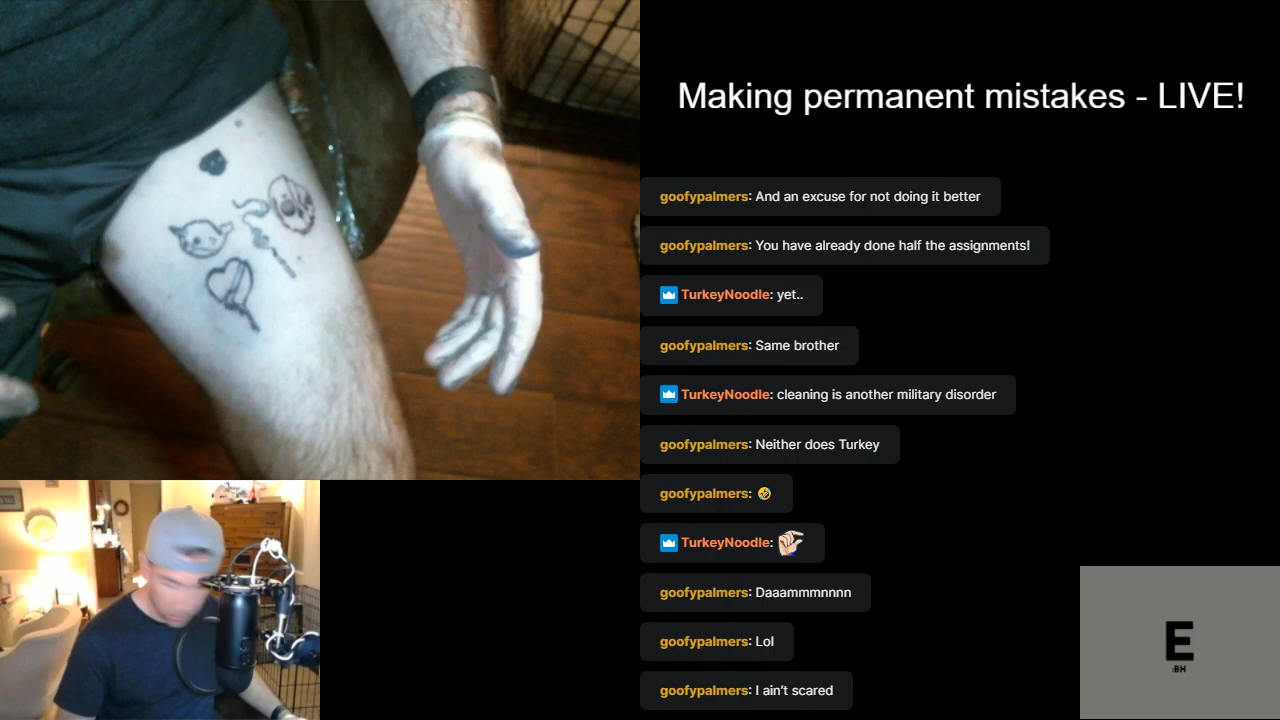 Making permanent mistakes - LIVE!
goofypalmers: And an excuse for not doing it better
goofypalmers: You have already done half the assignments!
TurkeyNoodle: yet..
goofypalmers: Same brother
TurkeyNoodle: cleaning is another military disorder
goofypalmers: Neither does Turkey
goofypalmers: 🤣
TurkeyNoodle:
goofypalmers: Daaammmnnnn
goofypalmers: Lol
goofypalmers: I ain't scared
E
:BH